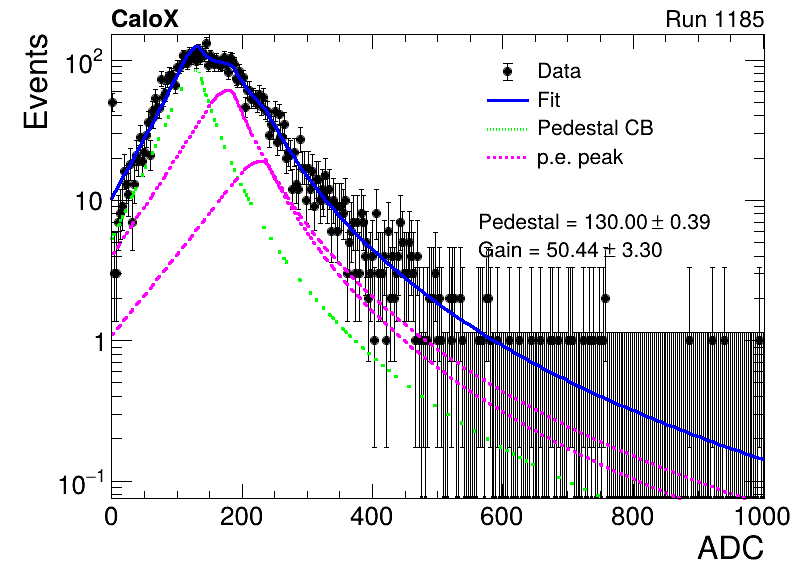 CaloX
Run 1185
Events
Data
Fit
Pedestal CB
p.e. peak
Pedestal = 130.00 ± 0.39
Gain = 50.44 ± 3.30
10²
10
1
10⁻¹
0 200 400 600 800 1000
ADC